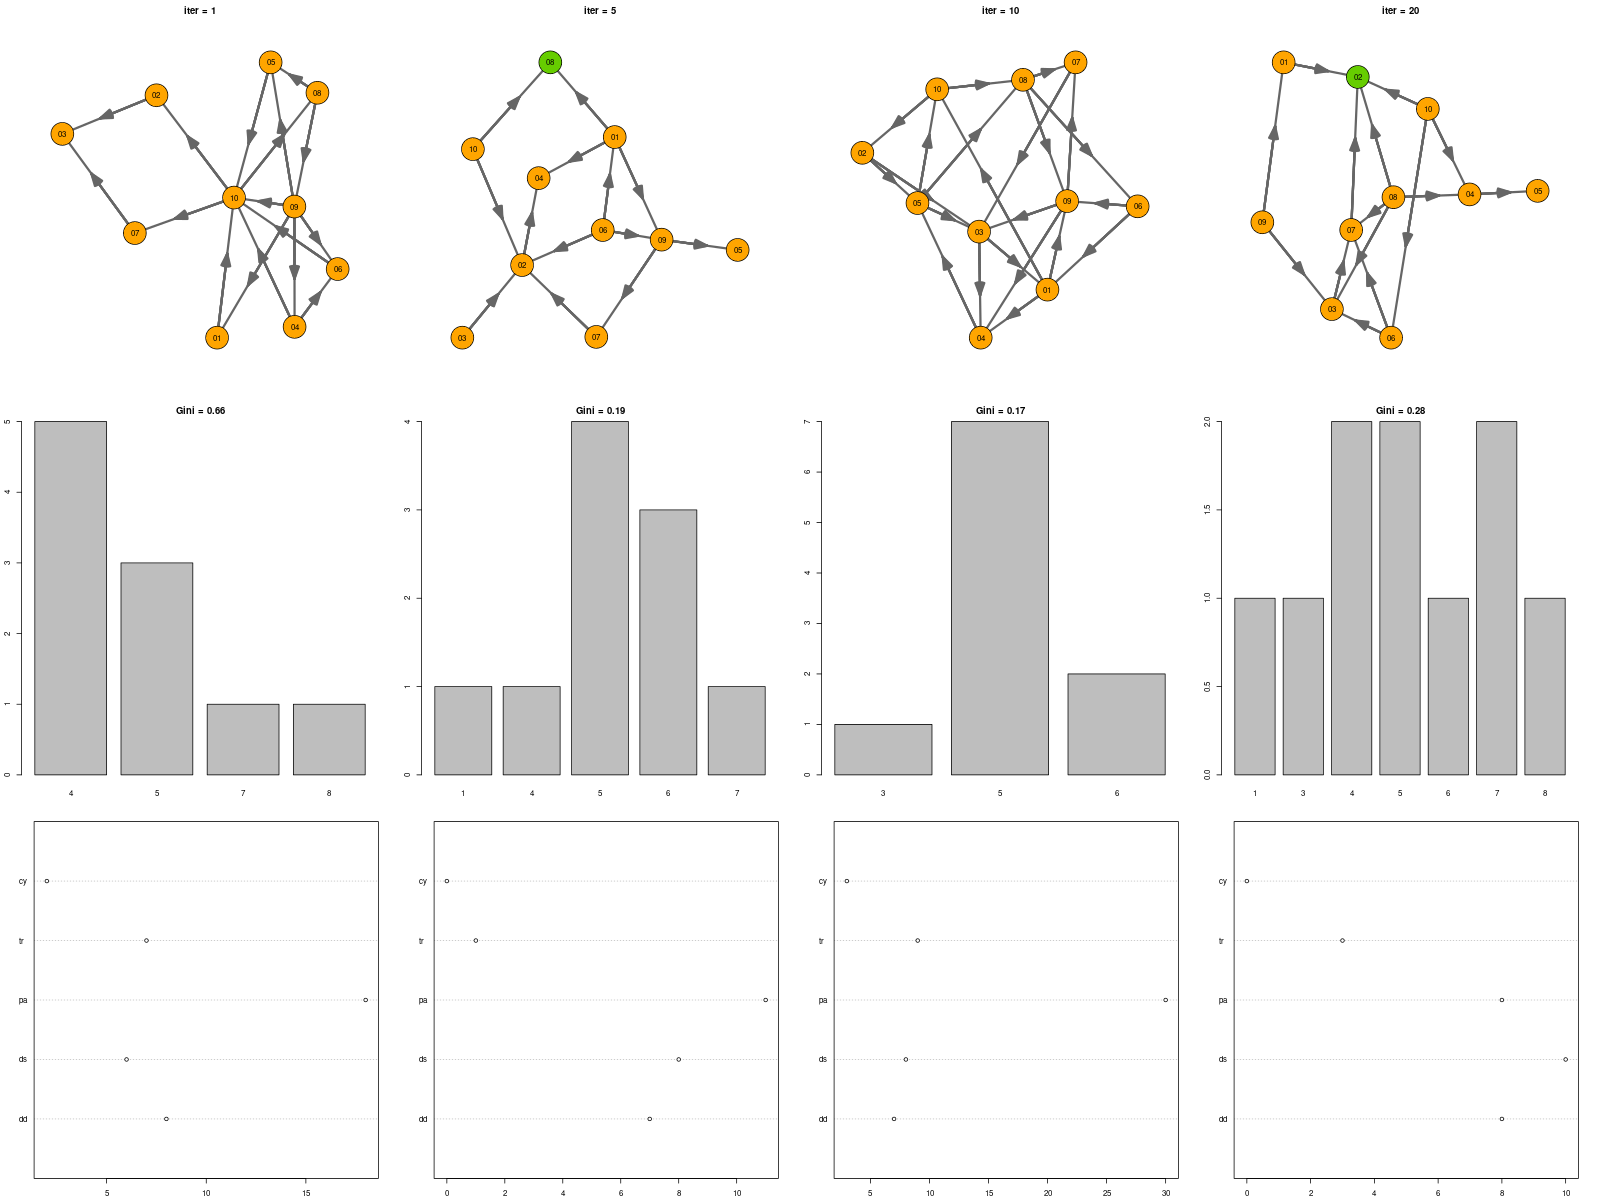 iter = 1
iter = 5
iter = 10
iter = 20
05
02
08
03
10
09
07
06
04
01
08
01
10
04
06
09
05
02
03
07
07
08
10
02
05
09
06
03
01
04
01
02
10
05
04
08
09
07
03
06
Gini = 0.66
0
1
2
3
4
5
4 5 7 8
Gini = 0.19
0
1
2
3
4
1 4 5 6 7
Gini = 0.17
0
1
2
3
4
5
6
7
3 5 6
Gini = 0.28
0.0
0.5
1.0
1.5
2.0
1 3 4 5 6 7 8
cy
tr
pa
ds
dd
5 10 15
cy
tr
pa
ds
dd
0 2 4 6 8 10
cy
tr
pa
ds
dd
5 10 15 20 25 30
cy
tr
pa
ds
dd
0 2 4 6 8 10